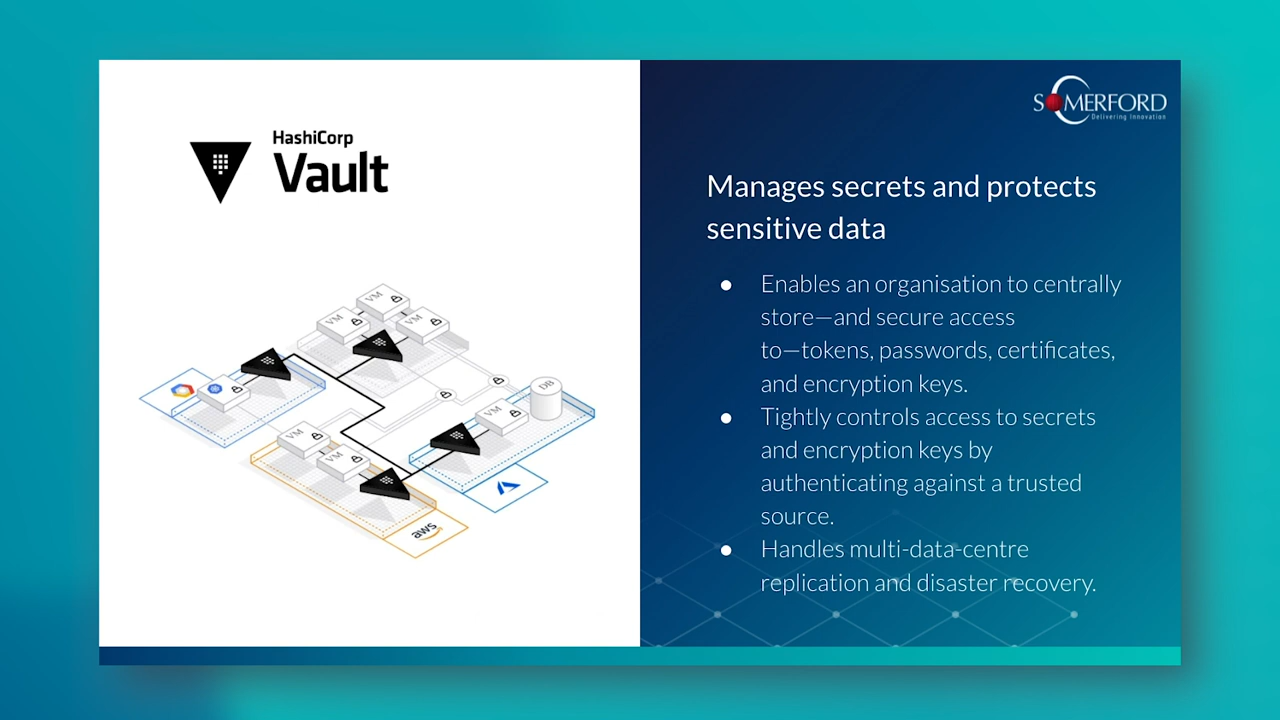 HashiCorp
Vault
VM
VM
VM
VM
DB
VM
VM
aws
SOMERFORD
Delivering Innovation
Manages secrets and protects
sensitive data
Enables an organisation to centrally
store—and secure access
to—tokens, passwords, certificates,
and encryption keys.
Tightly controls access to secrets
and encryption keys by
authenticating against a trusted
source.
Handles multi-data-centre
replication and disaster recovery.